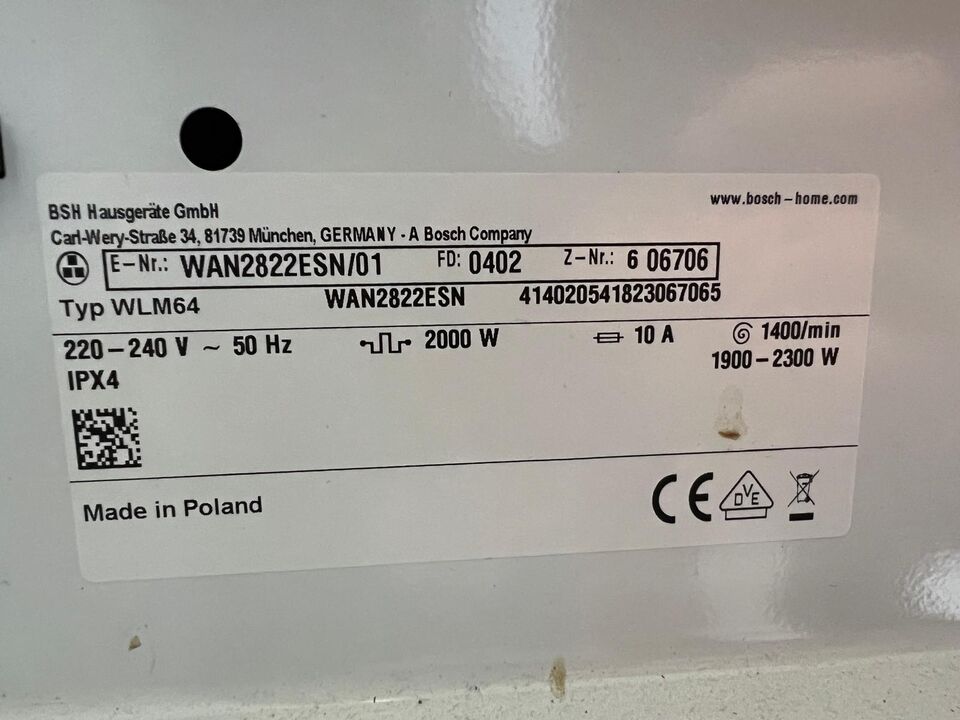 BSH Hausgeräte GmbH
www.bosch-home.com
Carl-Wery-Straße 34, 81739 München, GERMANY - A Bosch Company
E-Nr.: WAN2822ESN/01 FD: 0402 Z-Nr.: 6 06706
Typ WLM64 WAN2822ESN 414020541823067065
220-240 V ~ 50 Hz 2000 W 10 A 1400/min
IPX4 1900-2300 W
Made in Poland
CE DVE